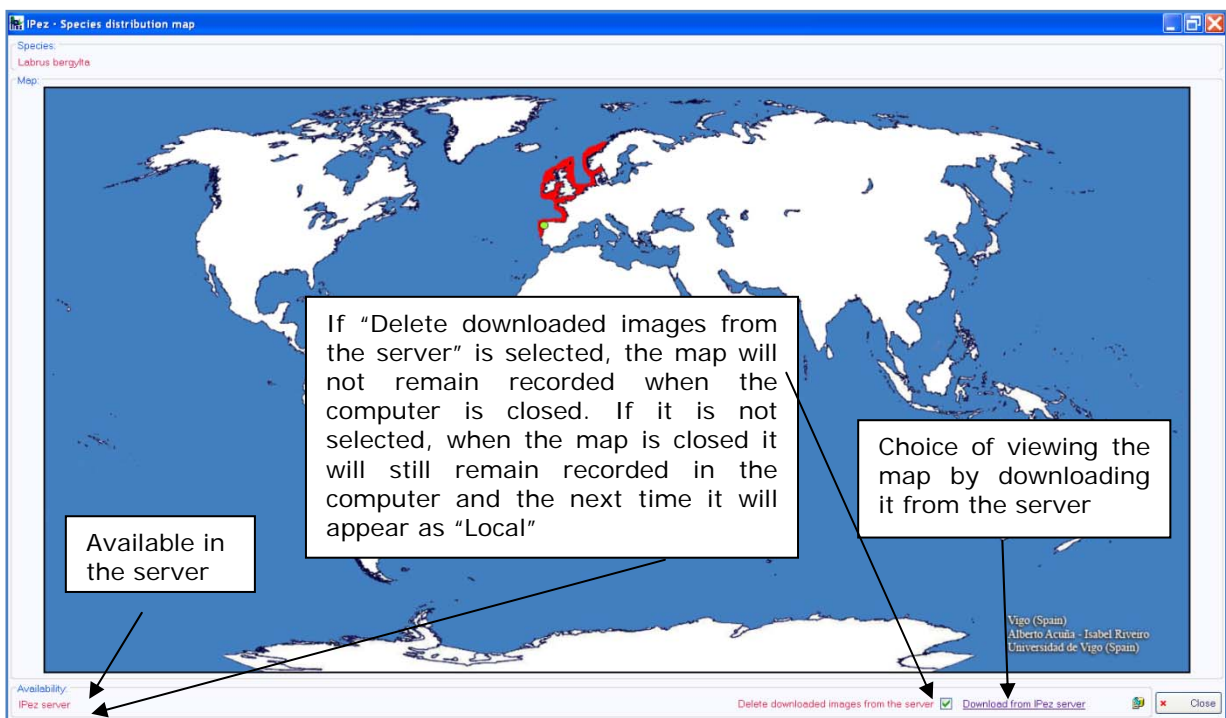 IPez - Species distribution map
Species:
Labrus bergylta
Map:
If "Delete downloaded images from
the server" is selected, the map will
not remain recorded when the
computer is closed. If it is not
selected, when the map is closed it
will still remain recorded in the
computer and the next time it will
appear as "Local"
Choice of viewing the
map by downloading
it from the server
Available in
the server
Vigo (Spain)
Alberto Acuña - Isabel Riveiro
Universidad de Vigo (Spain)
Availability:
IPez server
Delete downloaded images from the server
Download from IPez server
Close